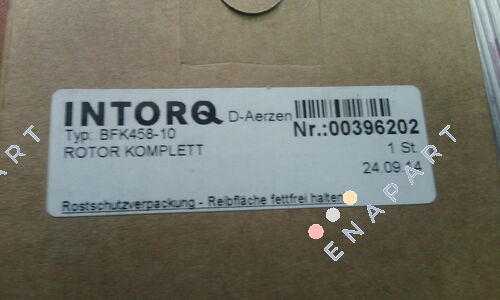 INTORQ D-Aerzen
Typ: BFK458-10 Nr.:00396202
ROTOR KOMPLETT 1 St.
24.09.14
Rostschutzverpackung - Reibfläche fettfrei halten
ENAPART
ENAPART